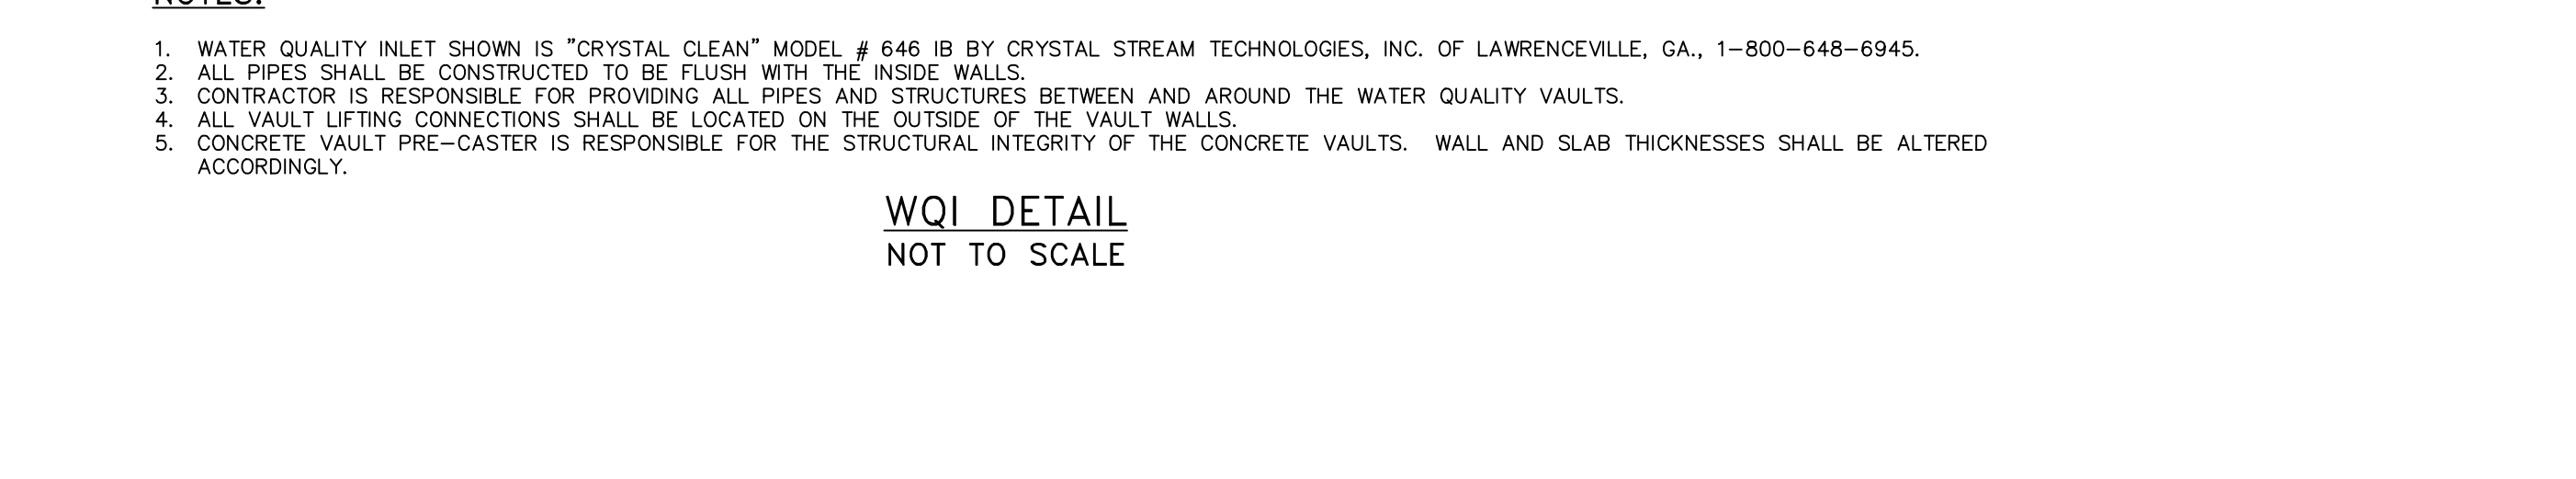 NOTES:
1. WATER QUALITY INLET SHOWN IS "CRYSTAL CLEAN" MODEL # 646 IB BY CRYSTAL STREAM TECHNOLOGIES, INC. OF LAWRENCEVILLE, GA., 1-800-648-6945.
2. ALL PIPES SHALL BE CONSTRUCTED TO BE FLUSH WITH THE INSIDE WALLS.
3. CONTRACTOR IS RESPONSIBLE FOR PROVIDING ALL PIPES AND STRUCTURES BETWEEN AND AROUND THE WATER QUALITY VAULTS.
4. ALL VAULT LIFTING CONNECTIONS SHALL BE LOCATED ON THE OUTSIDE OF THE VAULT WALLS.
5. CONCRETE VAULT PRE-CASTER IS RESPONSIBLE FOR THE STRUCTURAL INTEGRITY OF THE CONCRETE VAULTS. WALL AND SLAB THICKNESSES SHALL BE ALTERED
ACCORDINGLY.
WQI DETAIL
NOT TO SCALE